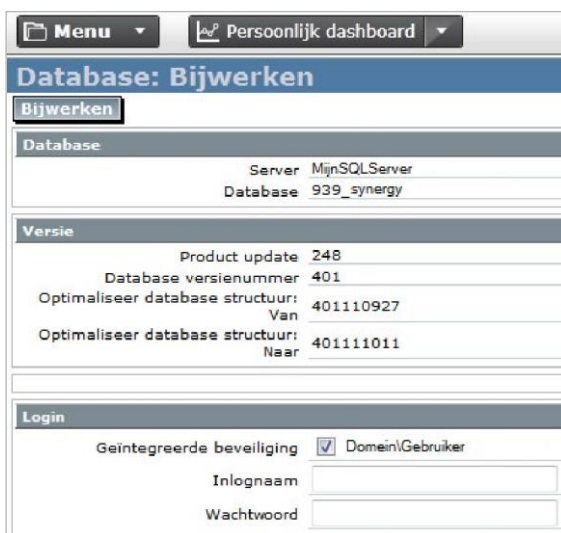 Menu Persoonlijk dashboard
Database: Bijwerken
Bijwerken
Database
Server MijnSQLServer
Database 939_synergy
Versie
Product update 248
Database versienummer 401
Optimaliseer database structuur:
Van 401110927
Optimaliseer database structuur:
Naar 401111011
Login
Geïntegreerde beveiliging Domein\Gebruiker
Inlognaam
Wachtwoord